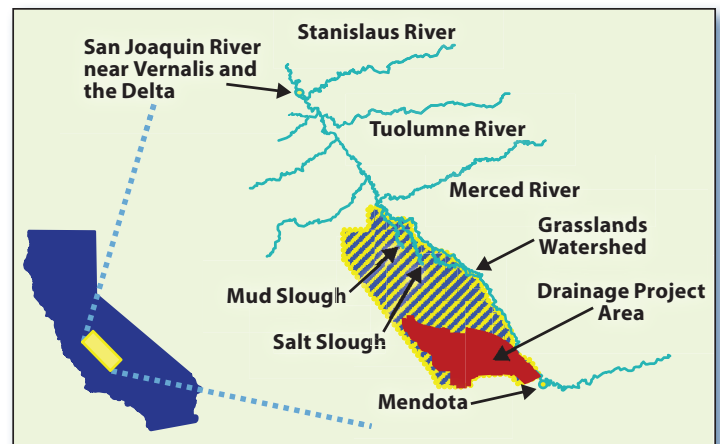 Stanislaus River
San Joaquin River
near Vernalis and
the Delta
Tuolumne River
Merced River
Grasslands
Watershed
Mud Slough
Drainage Project
Area
Salt Slough
Mendota